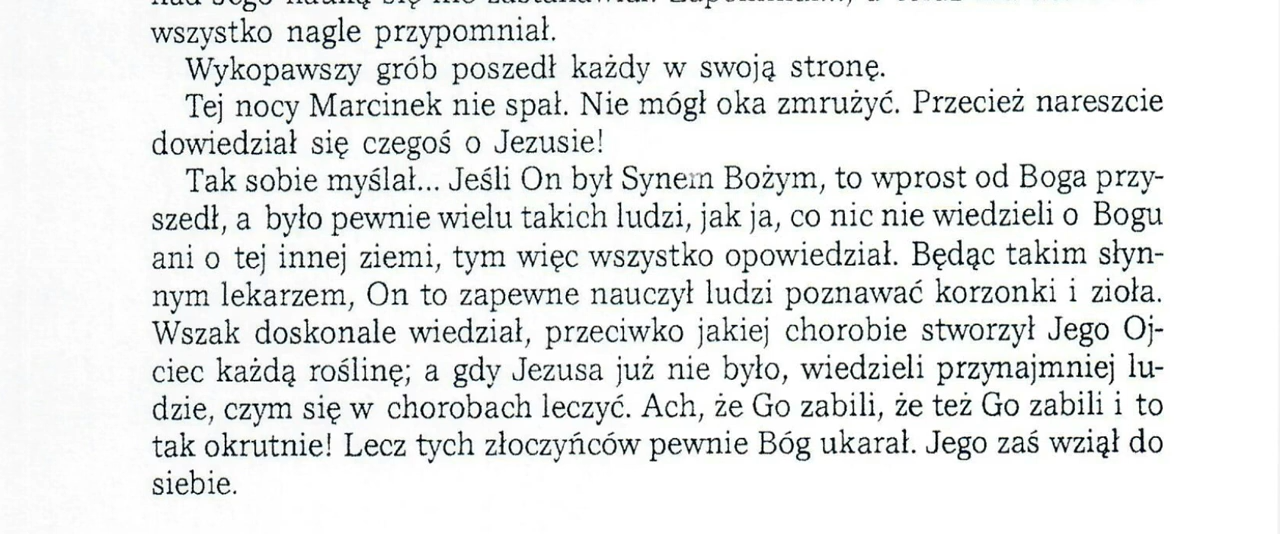 wszystko nagle przypomniał.
Wykopawszy grób poszedł każdy w swoją stronę.
Tej nocy Marcinek nie spał. Nie mógł oka zmrużyć. Przecież nareszcie
dowiedział się czegoś o Jezusie!
Tak sobie myślał... Jeśli On był Synem Bożym, to wprost od Boga przy-
szedł, a było pewnie wielu takich ludzi, jak ja, co nic nie wiedzieli o Bogu
ani o tej innej ziemi, tym więc wszystko opowiedział. Będąc takim słyn-
nym lekarzem, On to zapewne nauczył ludzi poznawać korzonki i zioła.
Wszak doskonale wiedział, przeciwko jakiej chorobie stworzył Jego Oj-
ciec każdą roślinę; a gdy Jezusa już nie było, wiedzieli przynajmniej lu-
dzie, czym się w chorobach leczyć. Ach, że Go zabili, że też Go zabili i to
tak okrutnie! Lecz tych złoczyńców pewnie Bóg ukarał. Jego zaś wziął do
siebie.